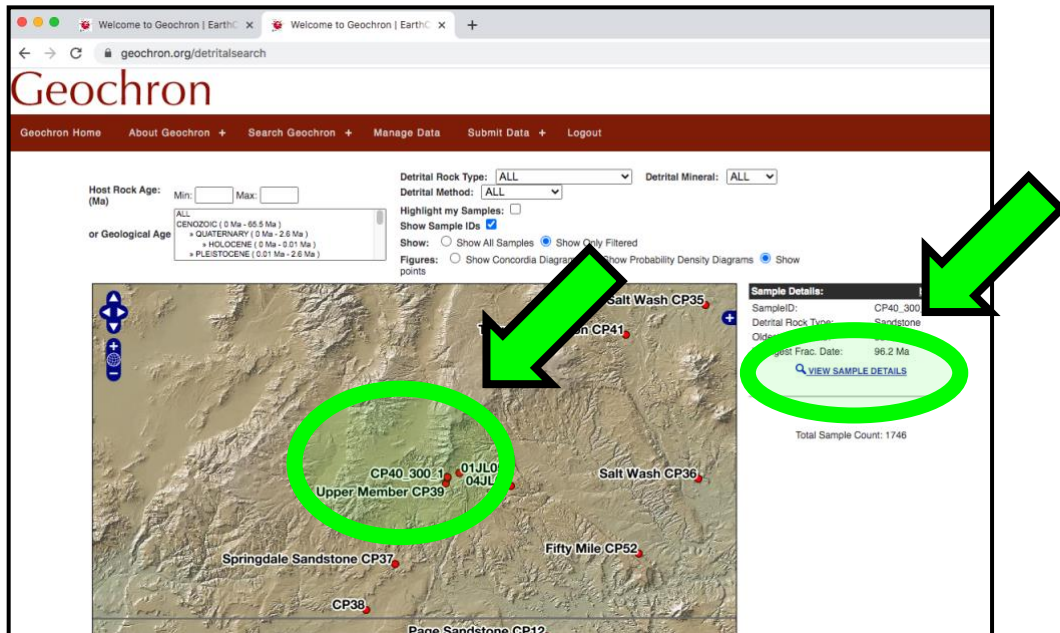 Welcome to Geochron | EarthC
Welcome to Geochron | EarthC
geochron.org/detritalsearch
Geochron
Geochron Home About Geochron + Search Geochron + Manage Data Submit Data + Logout
Host Rock Age: (Ma) Min: Max:
or Geological Age
ALL
CENOZOIC ( 0 Ma - 65.5 Ma )
» QUATERNARY ( 0 Ma - 2.6 Ma )
» HOLOCENE ( 0 Ma - 0.01 Ma )
» PLEISTOCENE ( 0.01 Ma - 2.6 Ma )
Detrital Rock Type: ALL Detrital Mineral: ALL
Detrital Method: ALL
Highlight my Samples:
Show Sample IDs
Show: Show All Samples Show Only Filtered
Figures: Show Concordia Diagram Show Probability Density Diagrams Show
points
Salt Wash CP35
on CP41
CP40_300_1 01JL0
04JL
Upper Member CP39
Salt Wash CP36
Springdale Sandstone CP37
Fifty Mile CP52
CP38
Page Sandstone CP12
Sample Details:
SampleID: CP40_300
Detrital Rock Type: Sandstone
Frac. Date: 96.2 Ma
VIEW SAMPLE DETAILS
Total Sample Count: 1746